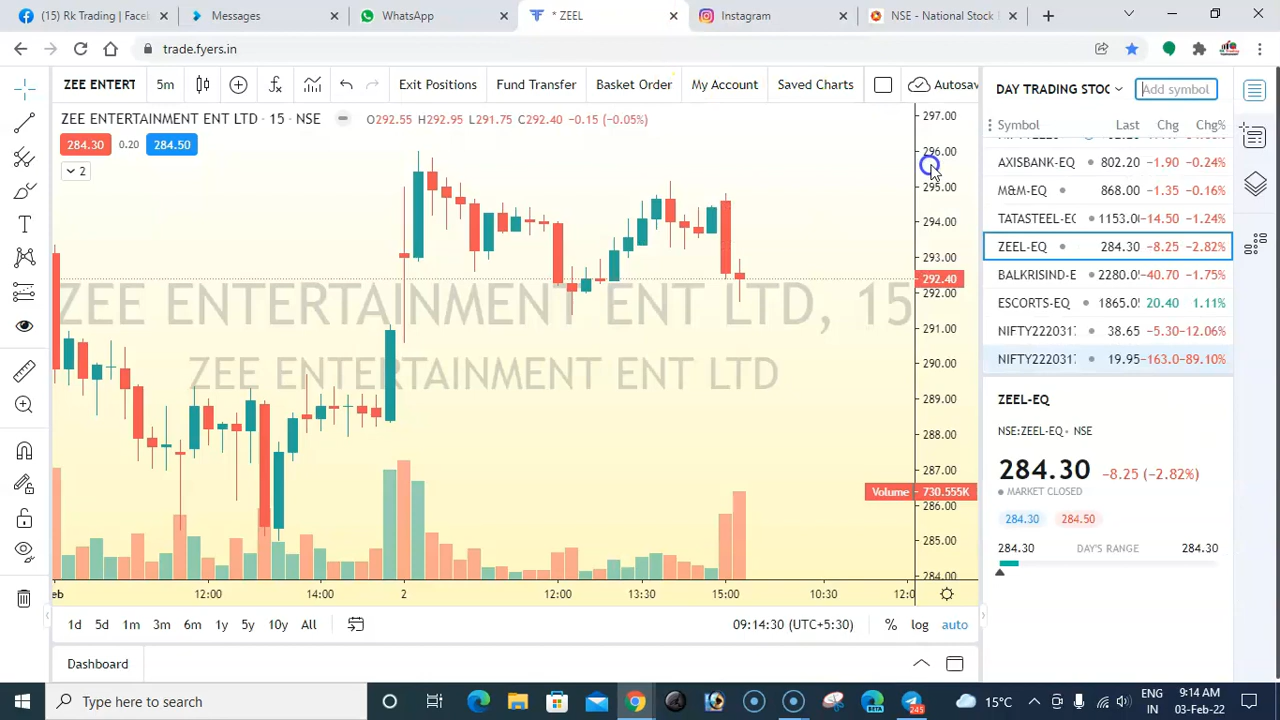 (15) Rk Trading | Faceb
Messages
WhatsApp
* ZEEL
Instagram
NSE - National Stock E
trade.fyers.in
ZEE ENTERT
5m
Exit Positions
Fund Transfer
Basket Order
My Account
Saved Charts
Autosav
ZEE ENTERTAINMENT ENT LTD · 15 · NSE
O292.55 H292.95 L291.75 C292.40 -0.15 (-0.05%)
284.30
0.20
284.50
2
ZEE ENTERTAINMENT ENT LTD, 15
ZEE ENTERTAINMENT ENT LTD
297.00
296.00
295.00
294.00
293.00
292.40
292.00
291.00
290.00
289.00
288.00
287.00
Volume 730.555K
286.00
285.00
284.00
eb
12:00
14:00
2
12:00
13:30
15:00
10:30
12:0
1d
5d
1m
3m
6m
1y
5y
10y
All
09:14:30 (UTC+5:30)
%
log
auto
Dashboard
DAY TRADING STOC
Add symbol
Symbol Last Chg Chg%
AXISBANK-EQ 802.20 -1.90 -0.24%
M&M-EQ 868.00 -1.35 -0.16%
TATASTEEL-EQ 1153.00 -14.50 -1.24%
ZEEL-EQ 284.30 -8.25 -2.82%
BALKRISIND-E 2280.05 -40.70 -1.75%
ESCORTS-EQ 1865.05 20.40 1.11%
NIFTY2220317 38.65 -5.30 -12.06%
NIFTY2220317 19.95 -163.0 -89.10%
ZEEL-EQ
NSE:ZEEL-EQ • NSE
284.30 -8.25 (-2.82%)
MARKET CLOSED
284.30
284.50
284.30 DAY'S RANGE 284.30
Type here to search
245
15°C
ENG
IN
9:14 AM
03-Feb-22